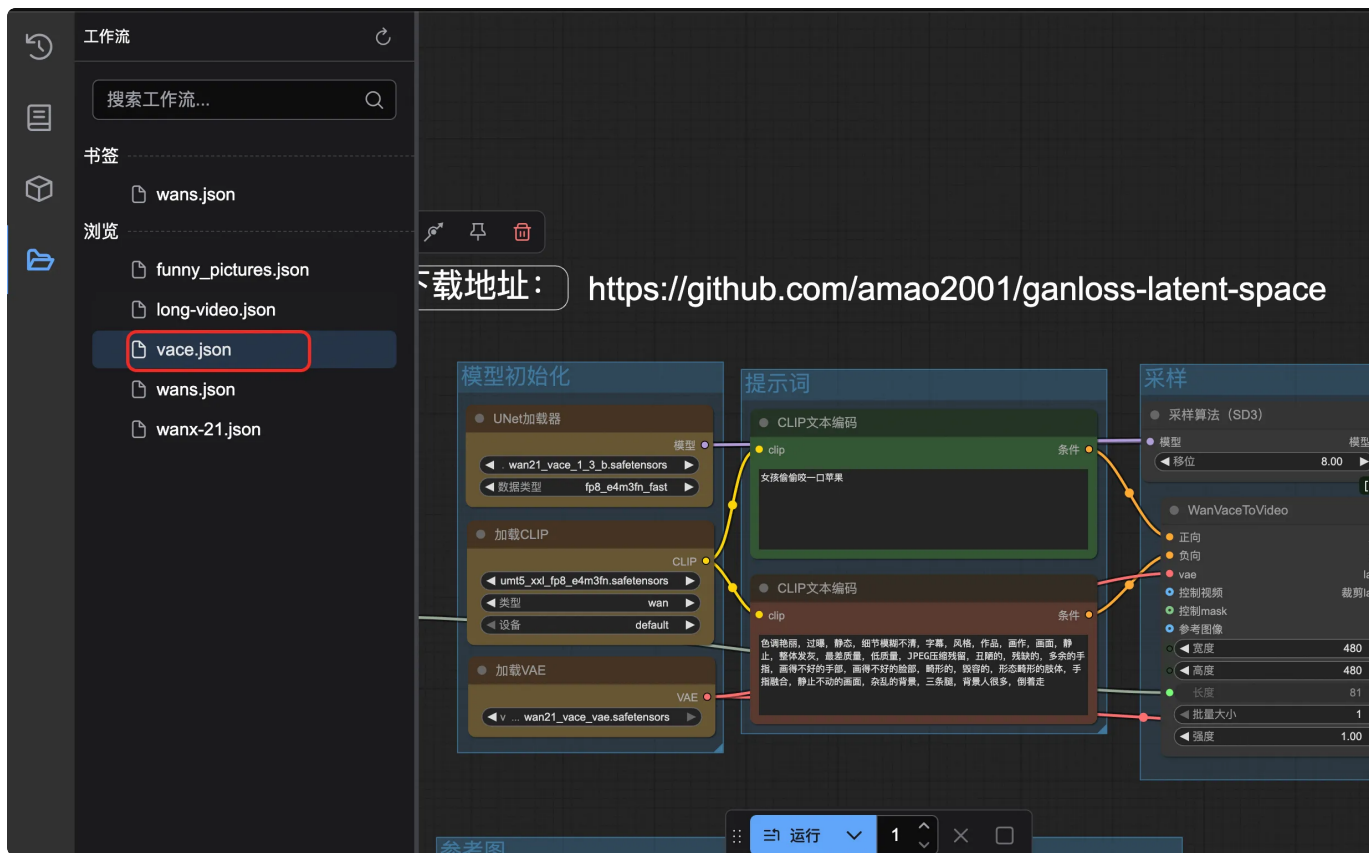 工作流
搜索工作流...
书签
wans.json
浏览
funny_pictures.json
long-video.json
vace.json
wans.json
wanx-21.json
下载地址： https://github.com/amao2001/ganloss-latent-space
模型初始化
UNet加载器
模型
wan21_vace_1_3_b.safetensors
数据类型 fp8_e4m3fn_fast
加载CLIP
CLIP
umt5_xxl_fp8_e4m3fn.safetensors
类型 wan
设备 default
加载VAE
VAE
v ... wan21_vace_vae.safetensors
提示词
CLIP文本编码
clip 条件
女孩偷偷咬一口苹果
CLIP文本编码
clip 条件
色调艳丽，过曝，静态，细节模糊不清，字幕，风格，作品，画作，画面，静
止，整体发灰，最差质量，低质量，JPEG压缩残留，丑陋的，残缺的，多余的手
指，画得不好的手部，画得不好的脸部，畸形的，毁容的，形态畸形的肢体，手
指融合，静止不动的画面，杂乱的背景，三条腿，背景人很多，倒着走
采样
采样算法（SD3）
模型 模型
移位 8.00
WanVaceToVideo
正向
负向
vae la
控制视频 裁剪la
控制mask
参考图像
宽度 480
高度 480
长度 81
批量大小 1
强度 1.00
运行 1
参考图